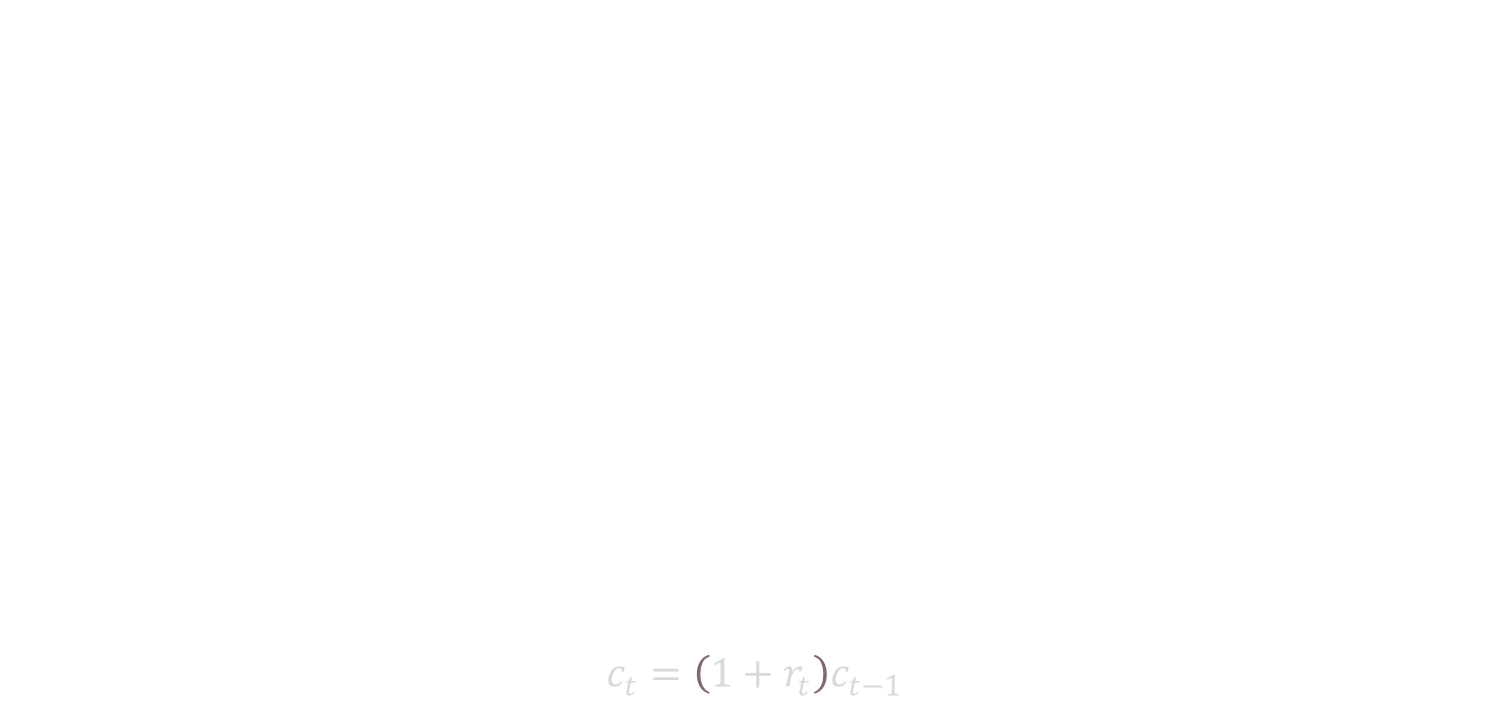 c_t = (1 + r_t)c_{t−1}